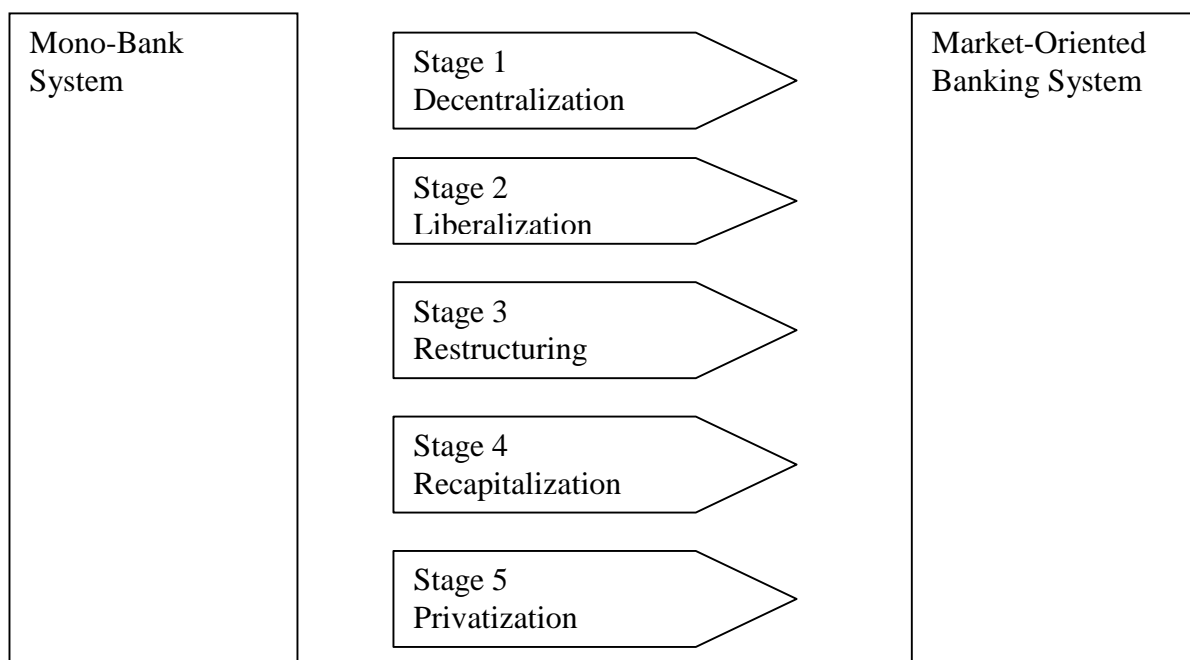 Mono-Bank
System
Stage 1
Decentralization
Stage 2
Liberalization
Stage 3
Restructuring
Stage 4
Recapitalization
Stage 5
Privatization
Market-Oriented
Banking System